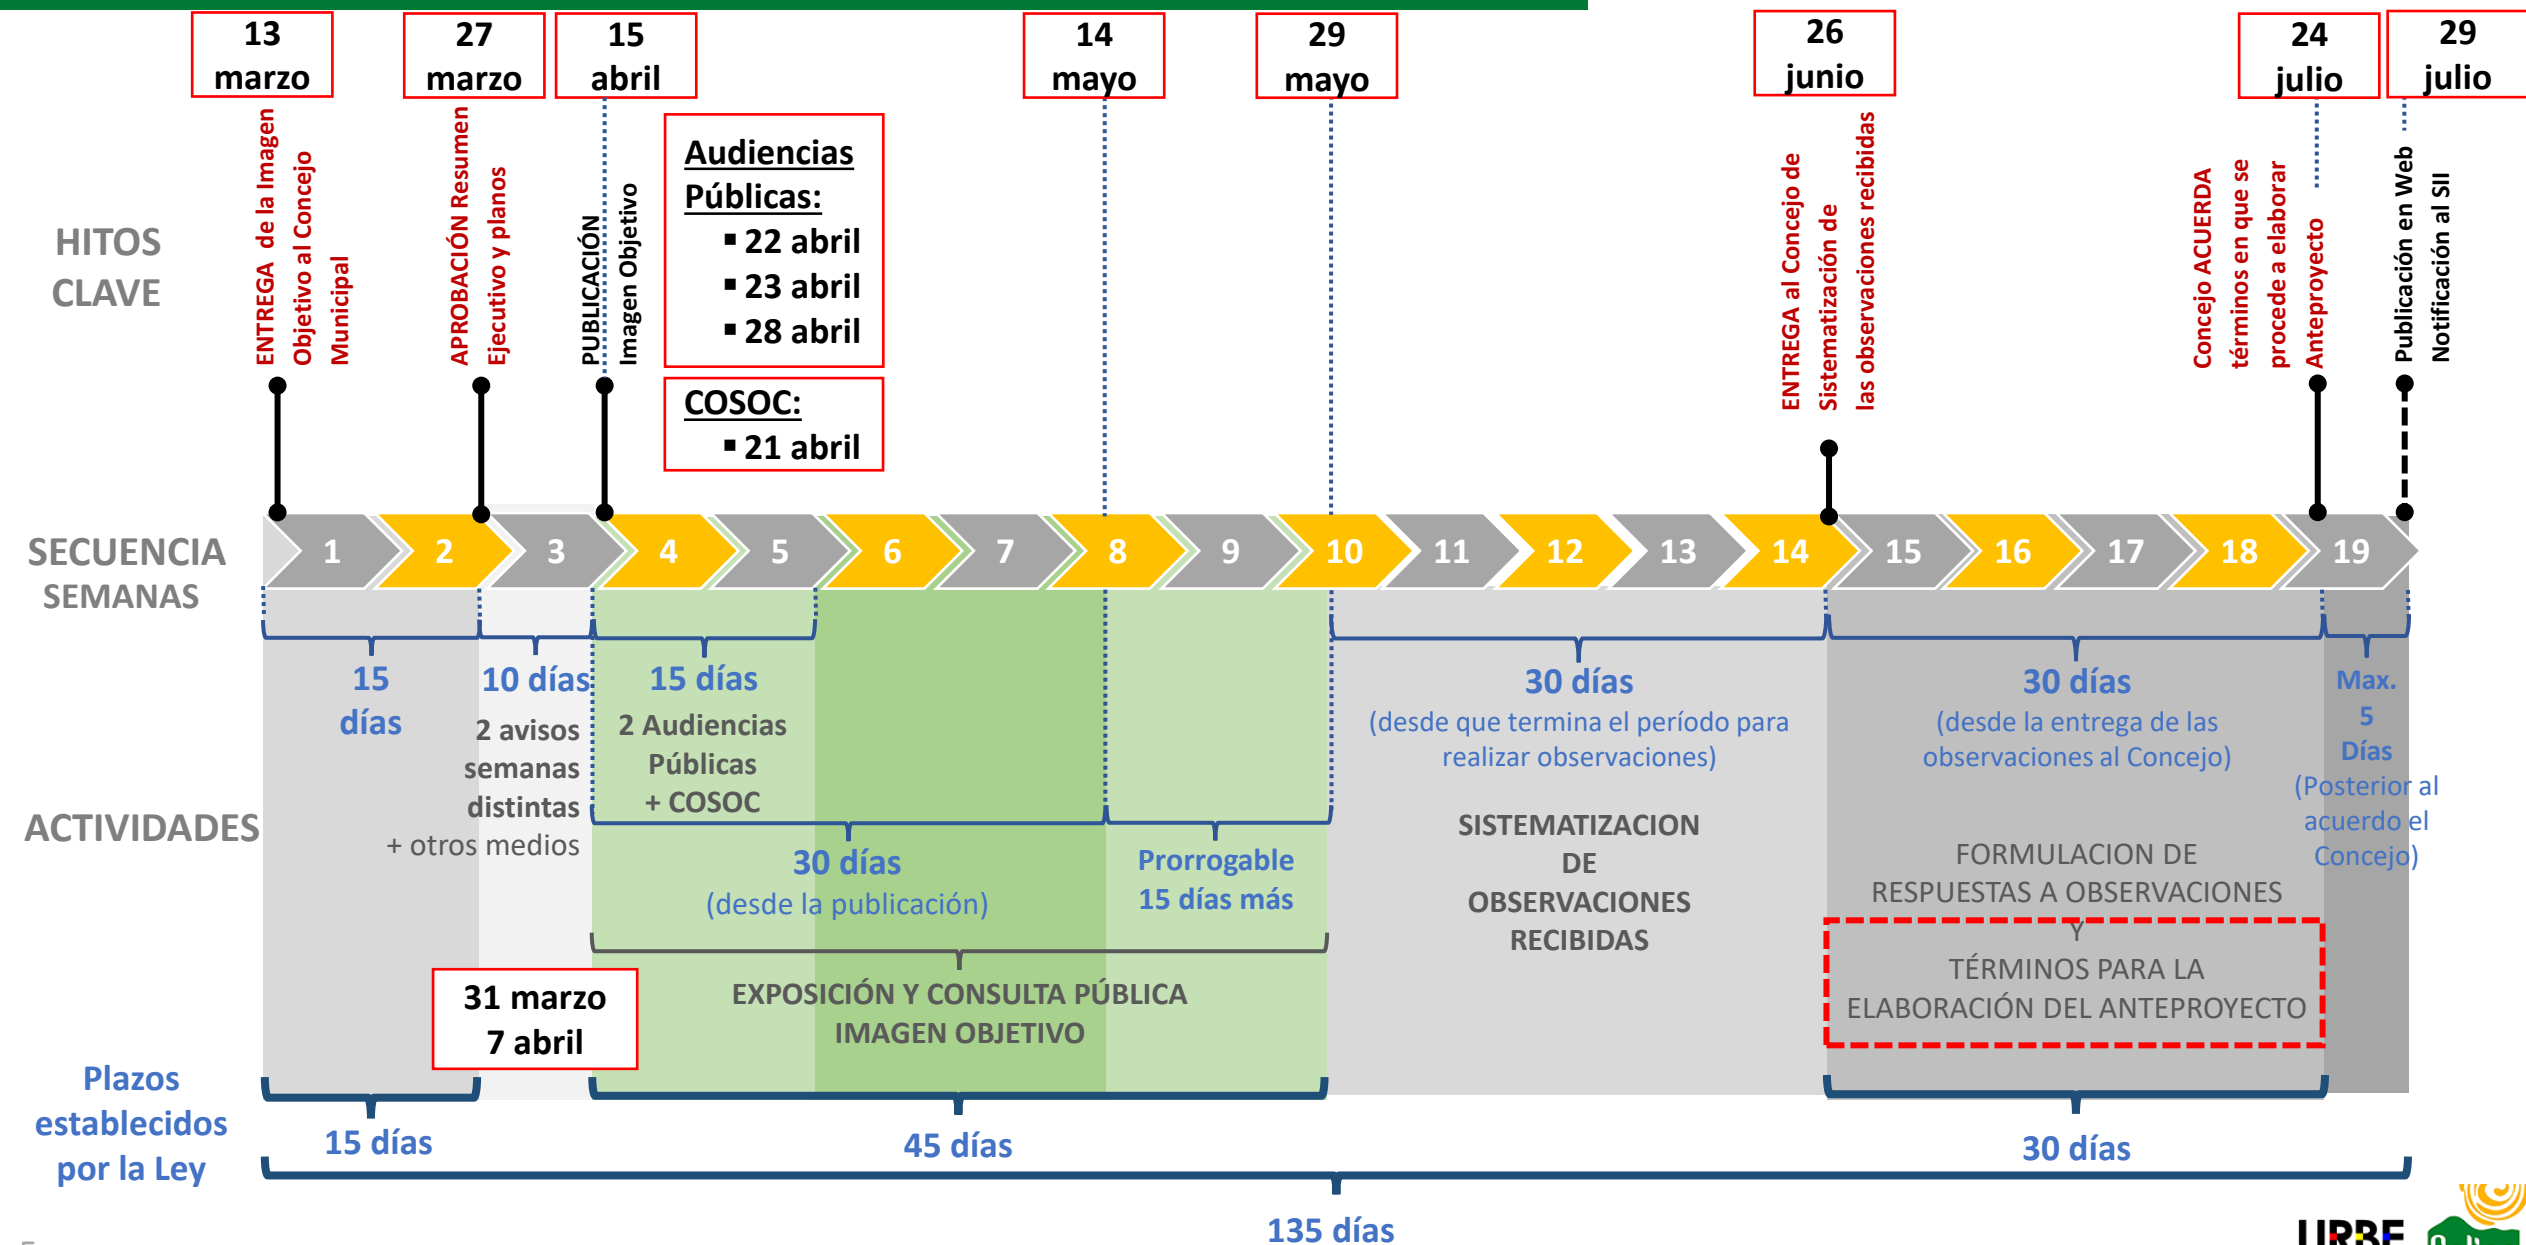 13
marzo
27
marzo
15
abril
14
mayo
29
mayo
26
junio
24
julio
29
julio
HITOS
CLAVE
ENTREGA de la Imagen
Objetivo al Concejo
Municipal
APROBACIÓN Resumen
Ejecutivo y planos
PUBLICACIÓN
Imagen Objetivo
Audiencias
Públicas:
▪ 22 abril
▪ 23 abril
▪ 28 abril
COSOC:
▪ 21 abril
ENTREGA al Concejo de
Sistematización de
las observaciones recibidas
Concejo ACUERDA
términos en que se
procede a elaborar
Anteproyecto
Publicación en Web
Notificación al SII
SECUENCIA
SEMANAS
1 2 3 4 5 6 7 8 9 10 11 12 13 14 15 16 17 18 19
ACTIVIDADES
15
días
10 días
2 avisos
semanas
distintas
+ otros medios
15 días
2 Audiencias
Públicas
+ COSOC
30 días
(desde la publicación)
Prorrogable
15 días más
30 días
(desde que termina el período para
realizar observaciones)
SISTEMATIZACION
DE
OBSERVACIONES
RECIBIDAS
30 días
(desde la entrega de las
observaciones al Concejo)
FORMULACION DE
RESPUESTAS A OBSERVACIONES
Y
TÉRMINOS PARA LA
ELABORACIÓN DEL ANTEPROYECTO
Max.
5
Días
(Posterior al
acuerdo el
Concejo)
EXPOSICIÓN Y CONSULTA PÚBLICA
IMAGEN OBJETIVO
31 marzo
7 abril
Plazos
establecidos
por la Ley
15 días
45 días
30 días
135 días
URBE